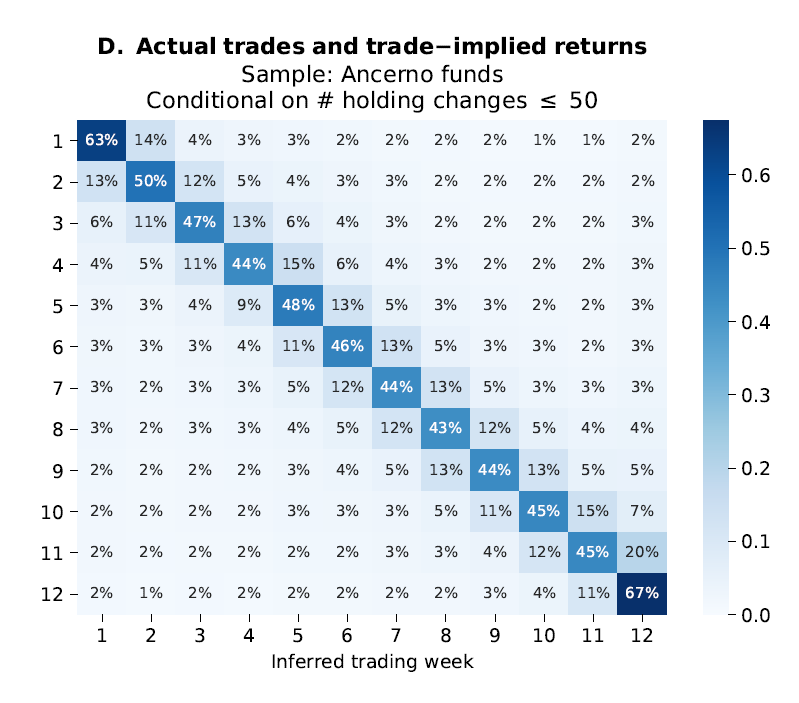 D. Actual trades and trade−implied returns
Sample: Ancerno funds
Conditional on # holding changes ≤ 50
1 63% 14% 4% 3% 3% 2% 2% 2% 2% 1% 1% 2%
2 13% 50% 12% 5% 4% 3% 3% 2% 2% 2% 2% 2%
0.6
3 6% 11% 47% 13% 6% 4% 3% 2% 2% 2% 2% 3%
0.5
4 4% 5% 11% 44% 15% 6% 4% 3% 2% 2% 2% 3%
5 3% 3% 4% 9% 48% 13% 5% 3% 3% 2% 2% 3%
0.4
6 3% 3% 3% 4% 11% 46% 13% 5% 3% 3% 2% 3%
7 3% 2% 3% 3% 5% 12% 44% 13% 5% 3% 3% 3%
0.3
8 3% 2% 3% 3% 4% 5% 12% 43% 12% 5% 4% 4%
9 2% 2% 2% 2% 3% 4% 5% 13% 44% 13% 5% 5%
0.2
10 2% 2% 2% 2% 3% 3% 3% 5% 11% 45% 15% 7%
0.1
11 2% 2% 2% 2% 2% 2% 3% 3% 4% 12% 45% 20%
12 2% 1% 2% 2% 2% 2% 2% 2% 3% 4% 11% 67%
0.0
1 2 3 4 5 6 7 8 9 10 11 12
Inferred trading week